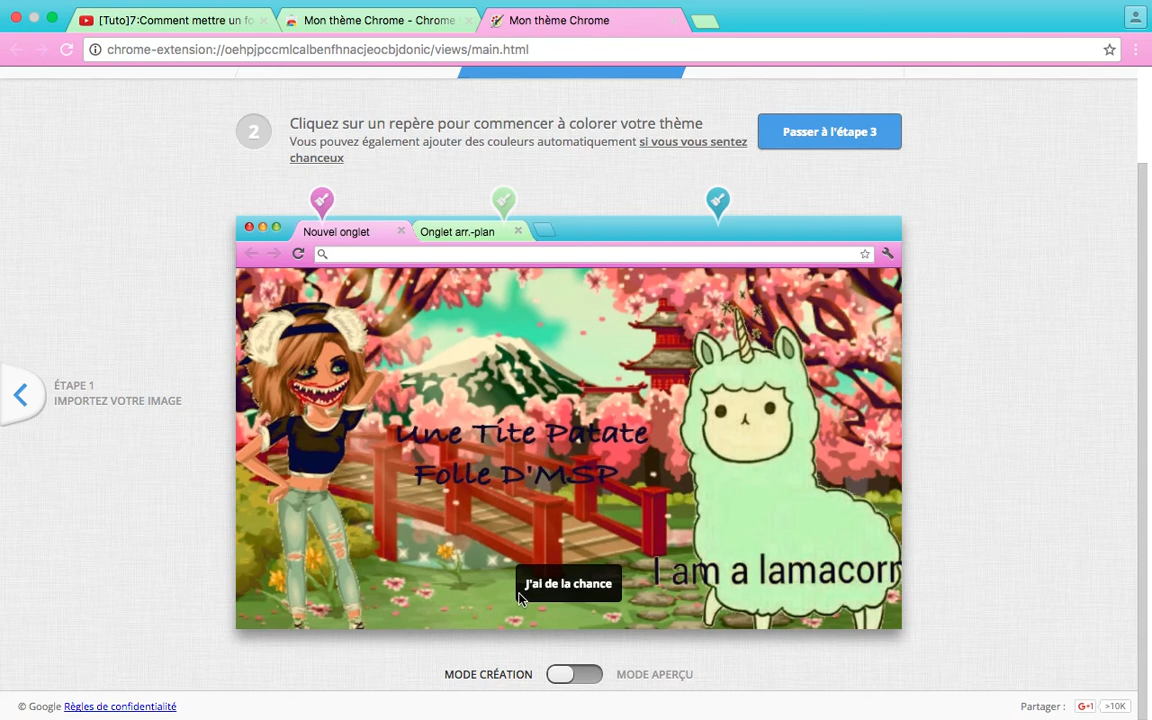 [Tuto]7:Comment mettre un fo
Mon thème Chrome - Chrome
Mon thème Chrome
chrome-extension://oehpjpccmlcalbenfhnacjeocbjdonic/views/main.html
2
Cliquez sur un repère pour commencer à colorer votre thème
Vous pouvez également ajouter des couleurs automatiquement si vous vous sentez
chanceux
Passer à l'étape 3
Nouvel onglet
Onglet arr.-plan
ÉTAPE 1
IMPORTEZ VOTRE IMAGE
Une Tite Patate
Folle D'MSP
I am a lamacorn
J'ai de la chance
MODE CRÉATION
MODE APERÇU
© Google Règles de confidentialité
Partager :
G+1
>10K